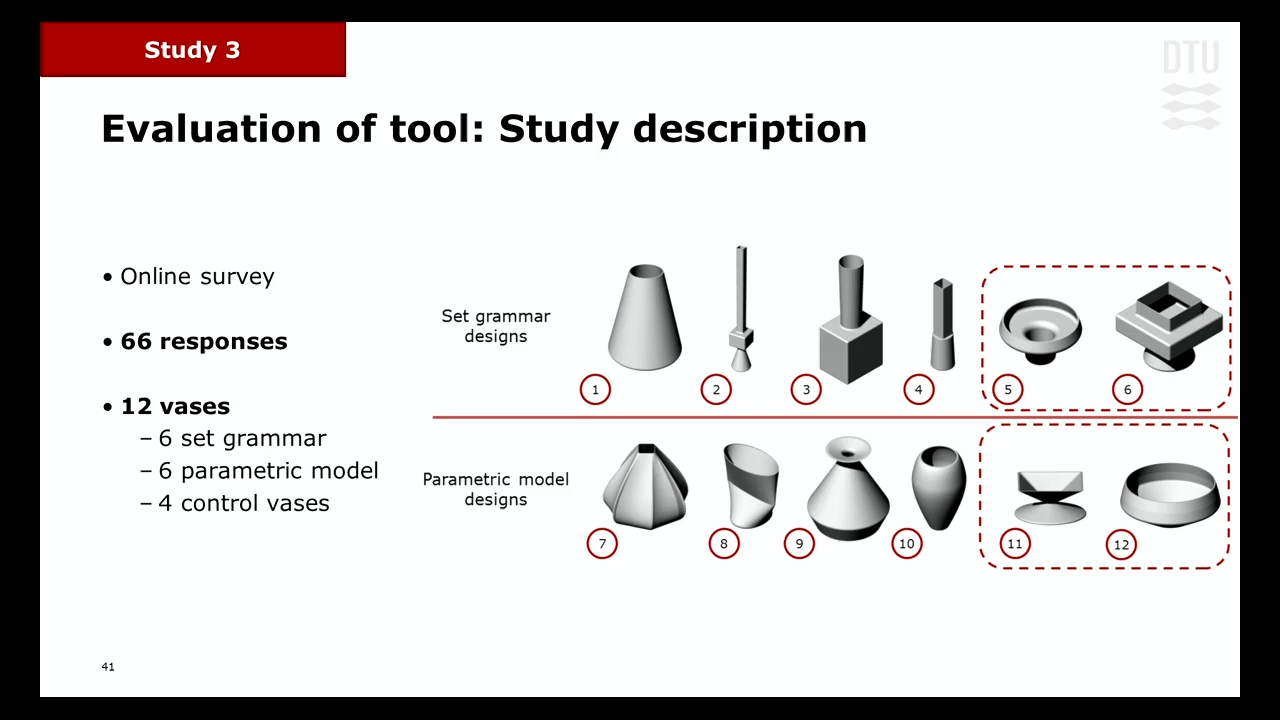 Study 3
DTU
Evaluation of tool: Study description
• Online survey
• 66 responses
• 12 vases
– 6 set grammar
– 6 parametric model
– 4 control vases
Set grammar
designs
1
2
3
4
5
6
Parametric model
designs
7
8
9
10
11
12
41